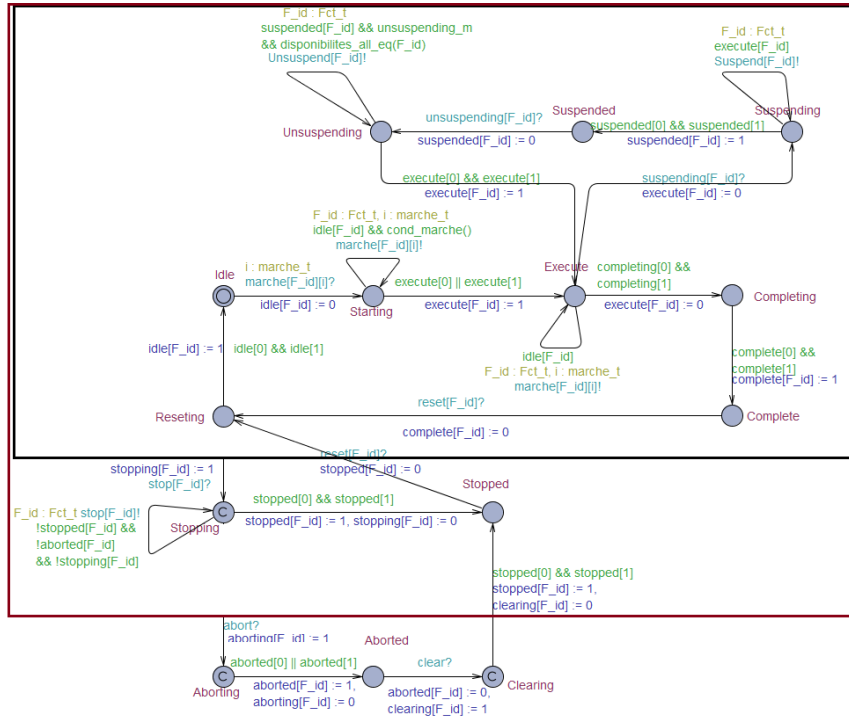 F_id : Fct_t
suspended[F_id] && unsuspending_m
&& disponibilites_all_eq(F_id)
Unsuspend[F_id]!
F_id : Fct_t
execute[F_id]
Suspend[F_id]!
Unsuspending
unsuspending[F_id]?
suspended[F_id] := 0
Suspended
suspended[0] && suspended[1]
suspended[F_id] := 1
Suspending
execute[0] && execute[1]
execute[F_id] := 1
suspending[F_id]?
execute[F_id] := 0
F_id : Fct_t, i : marche_t
idle[F_id] && cond_marche()
marche[F_id][i]!
Idle
i : marche_t
marche[F_id][i]?
idle[F_id] := 0
Starting
execute[0] || execute[1]
execute[F_id] := 1
Execute
completing[0] &&
completing[1]
execute[F_id] := 0
Completing
idle[F_id]
F_id : Fct_t, i : marche_t
marche[F_id][i]!
idle[F_id] := 1
idle[0] && idle[1]
complete[0] &&
complete[1]
complete[F_id] := 1
Reseting
reset[F_id]?
complete[F_id] := 0
Complete
reset[F_id]?
stopped[F_id] := 0
stopping[F_id] := 1
stop[F_id]?
Stopped
F_id : Fct_t stop[F_id]!
!stopped[F_id] &&
!aborted[F_id]
&& !stopping[F_id]
C
Stopping
stopped[0] && stopped[1]
stopped[F_id] := 1, stopping[F_id] := 0
stopped[0] && stopped[1]
stopped[F_id] := 1,
clearing[F_id] := 0
abort?
aborting[F_id] := 1
Aborted
C
Aborting
aborted[0] || aborted[1]
aborted[F_id] := 1,
aborting[F_id] := 0
clear?
aborted[F_id] := 0,
clearing[F_id] := 1
C
Clearing